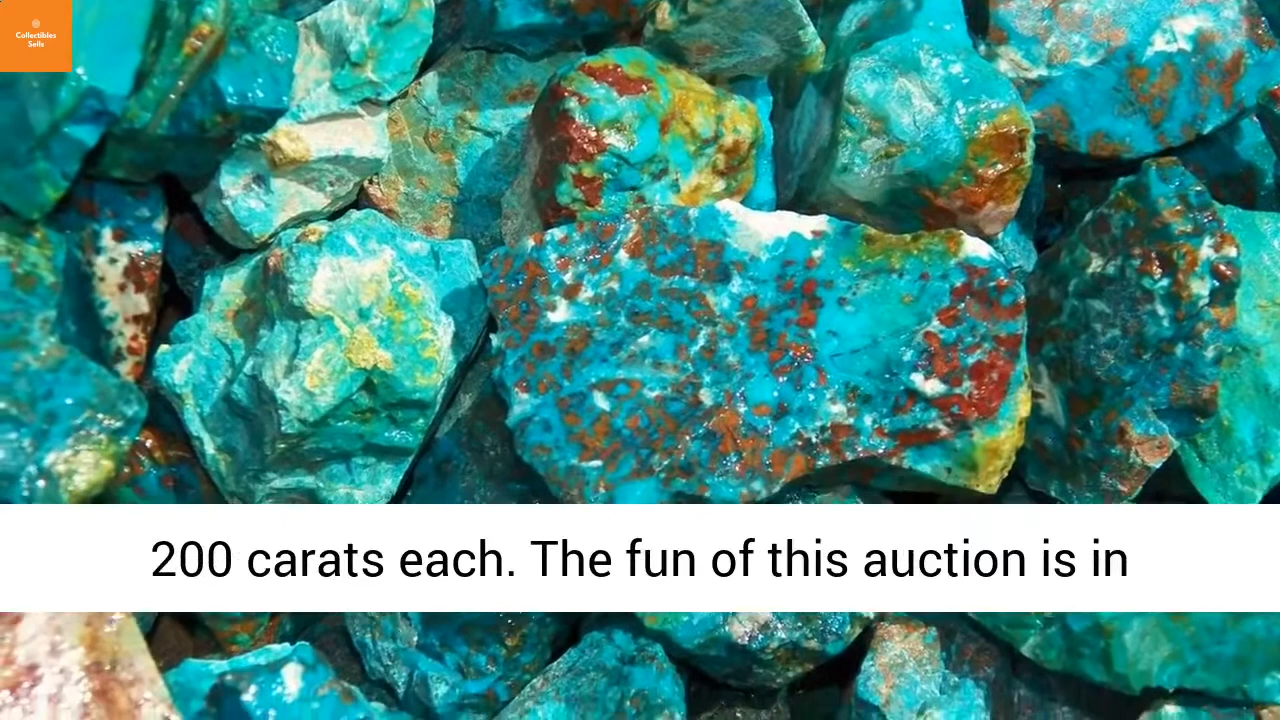 Collectibles
Sells
200 carats each. The fun of this auction is in